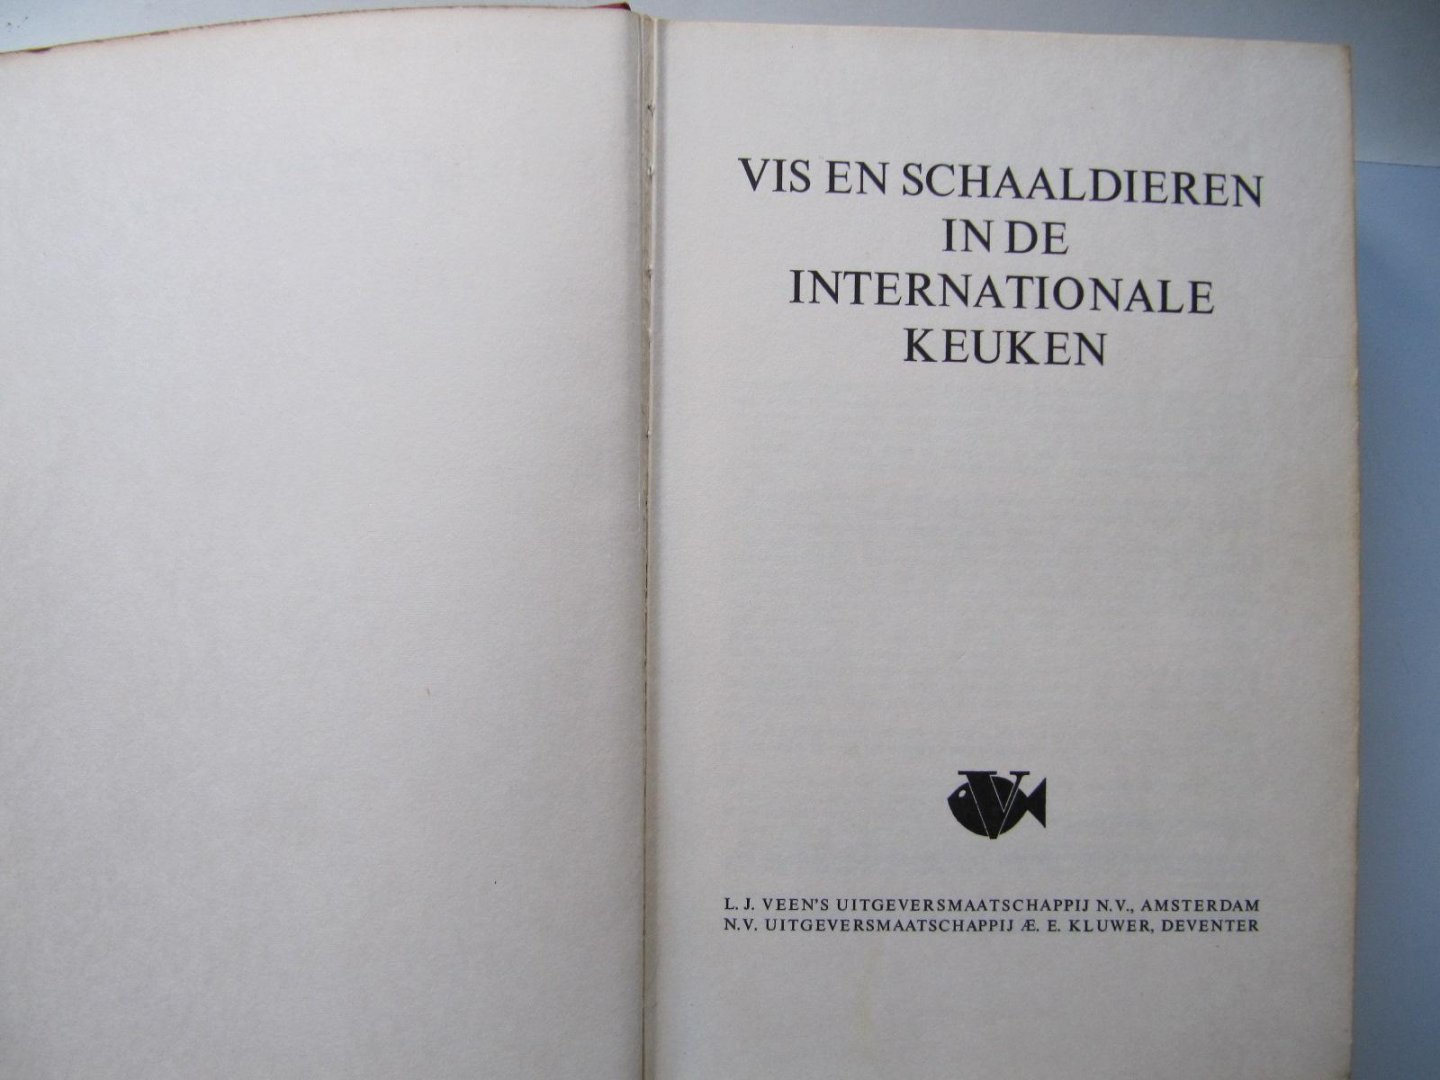 VIS EN SCHAALDIEREN
IN DE
INTERNATIONALE
KEUKEN
V
L. J. VEEN'S UITGEVERSMAATSCHAPPIJ N.V., AMSTERDAM
N.V. UITGEVERSMAATSCHAPPIJ Æ. E. KLUWER, DEVENTER